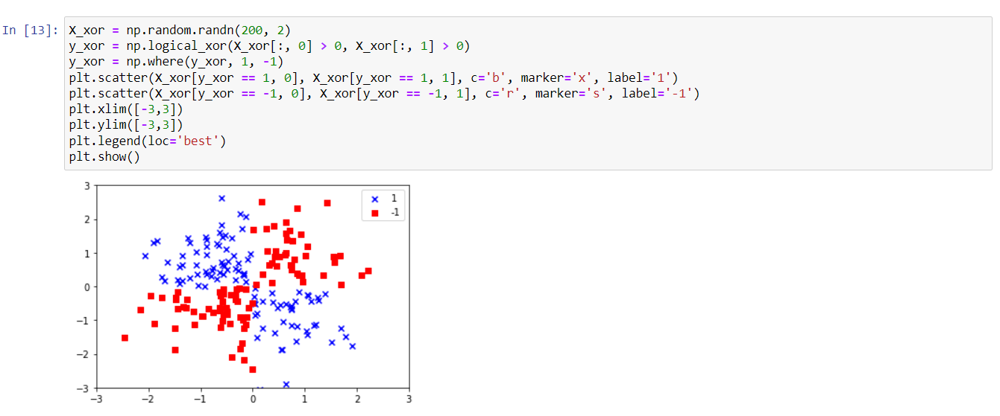 In [13]: X_xor = np.random.randn(200, 2)
y_xor = np.logical_xor(X_xor[:, 0] > 0, X_xor[:, 1] > 0)
y_xor = np.where(y_xor, 1, -1)
plt.scatter(X_xor[y_xor == 1, 0], X_xor[y_xor == 1, 1], c='b', marker='x', label='1')
plt.scatter(X_xor[y_xor == -1, 0], X_xor[y_xor == -1, 1], c='r', marker='s', label='-1')
plt.xlim([-3,3])
plt.ylim([-3,3])
plt.legend(loc='best')
plt.show()
3
1
-1
2
1
0
−1
−2
−3
−3 −2 −1 0 1 2 3